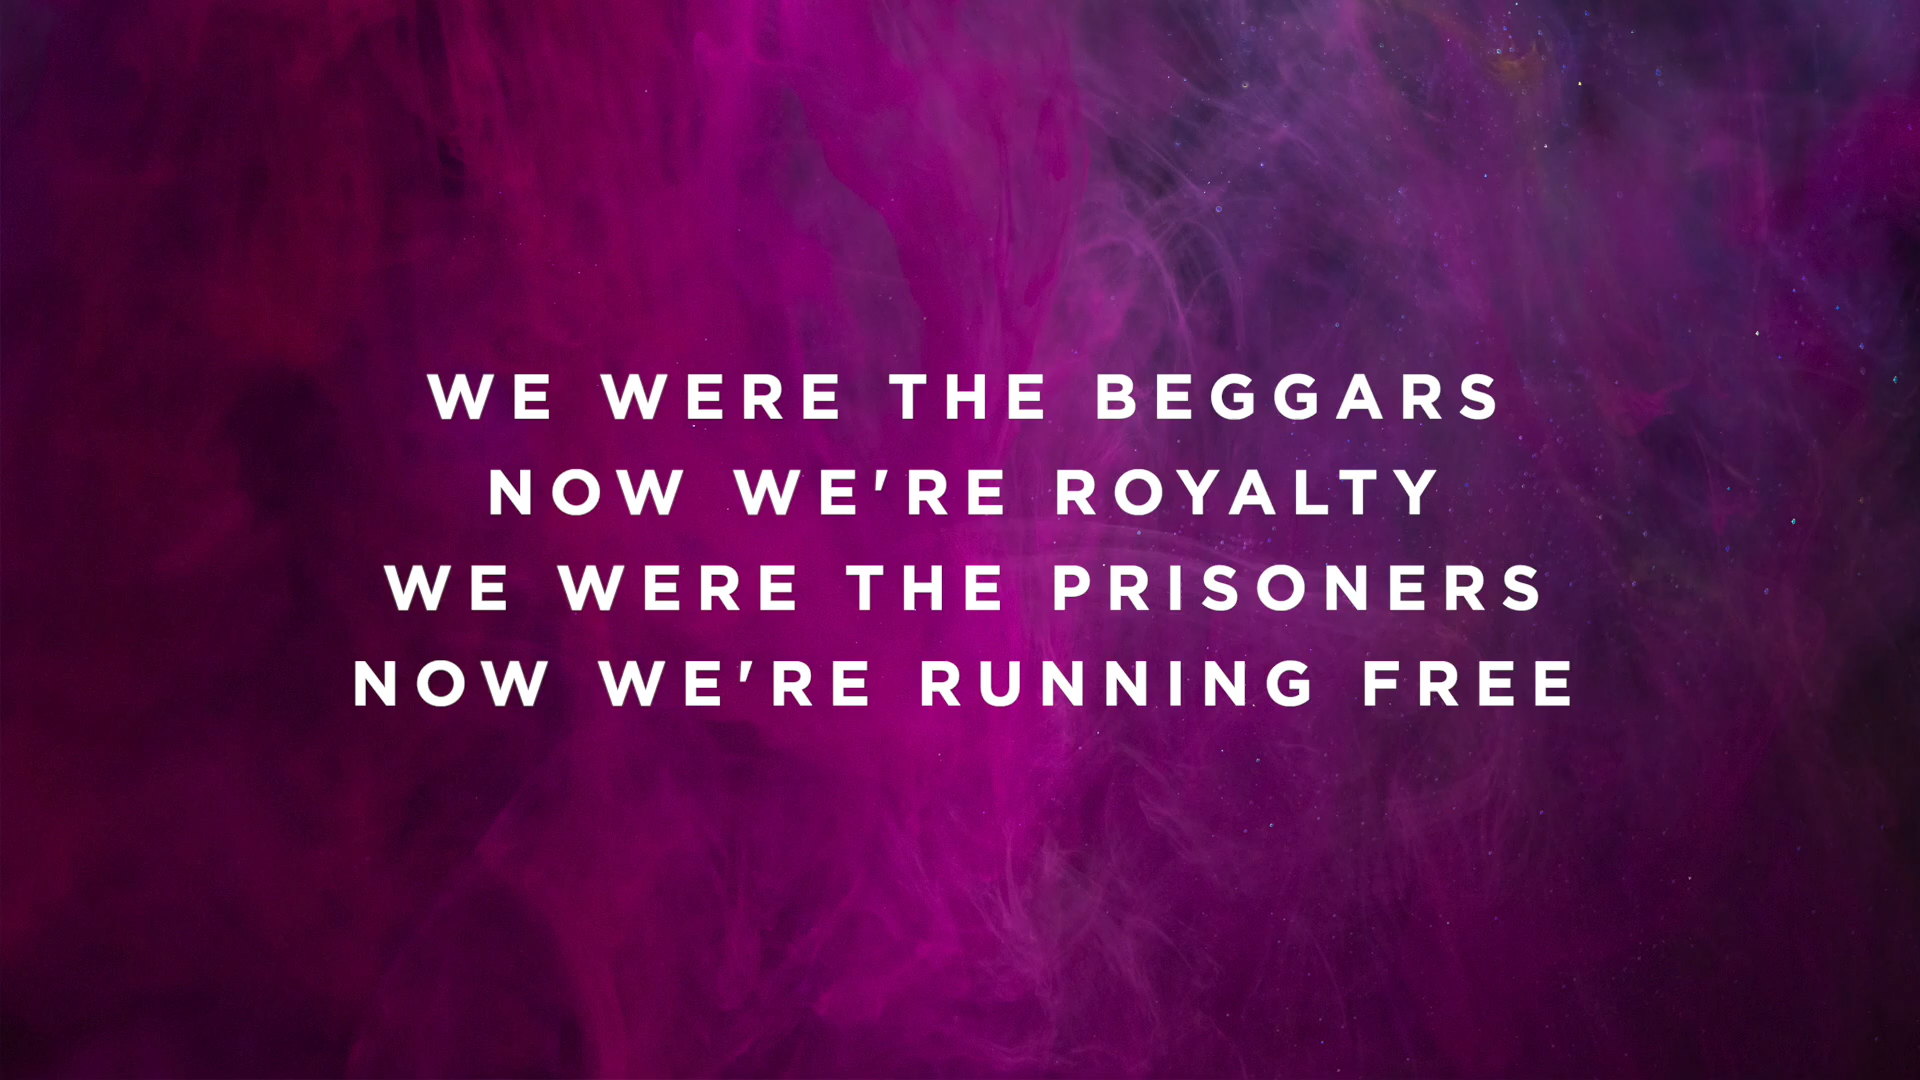 WE WERE THE BEGGARS
NOW WE'RE ROYALTY
WE WERE THE PRISONERS
NOW WE'RE RUNNING FREE